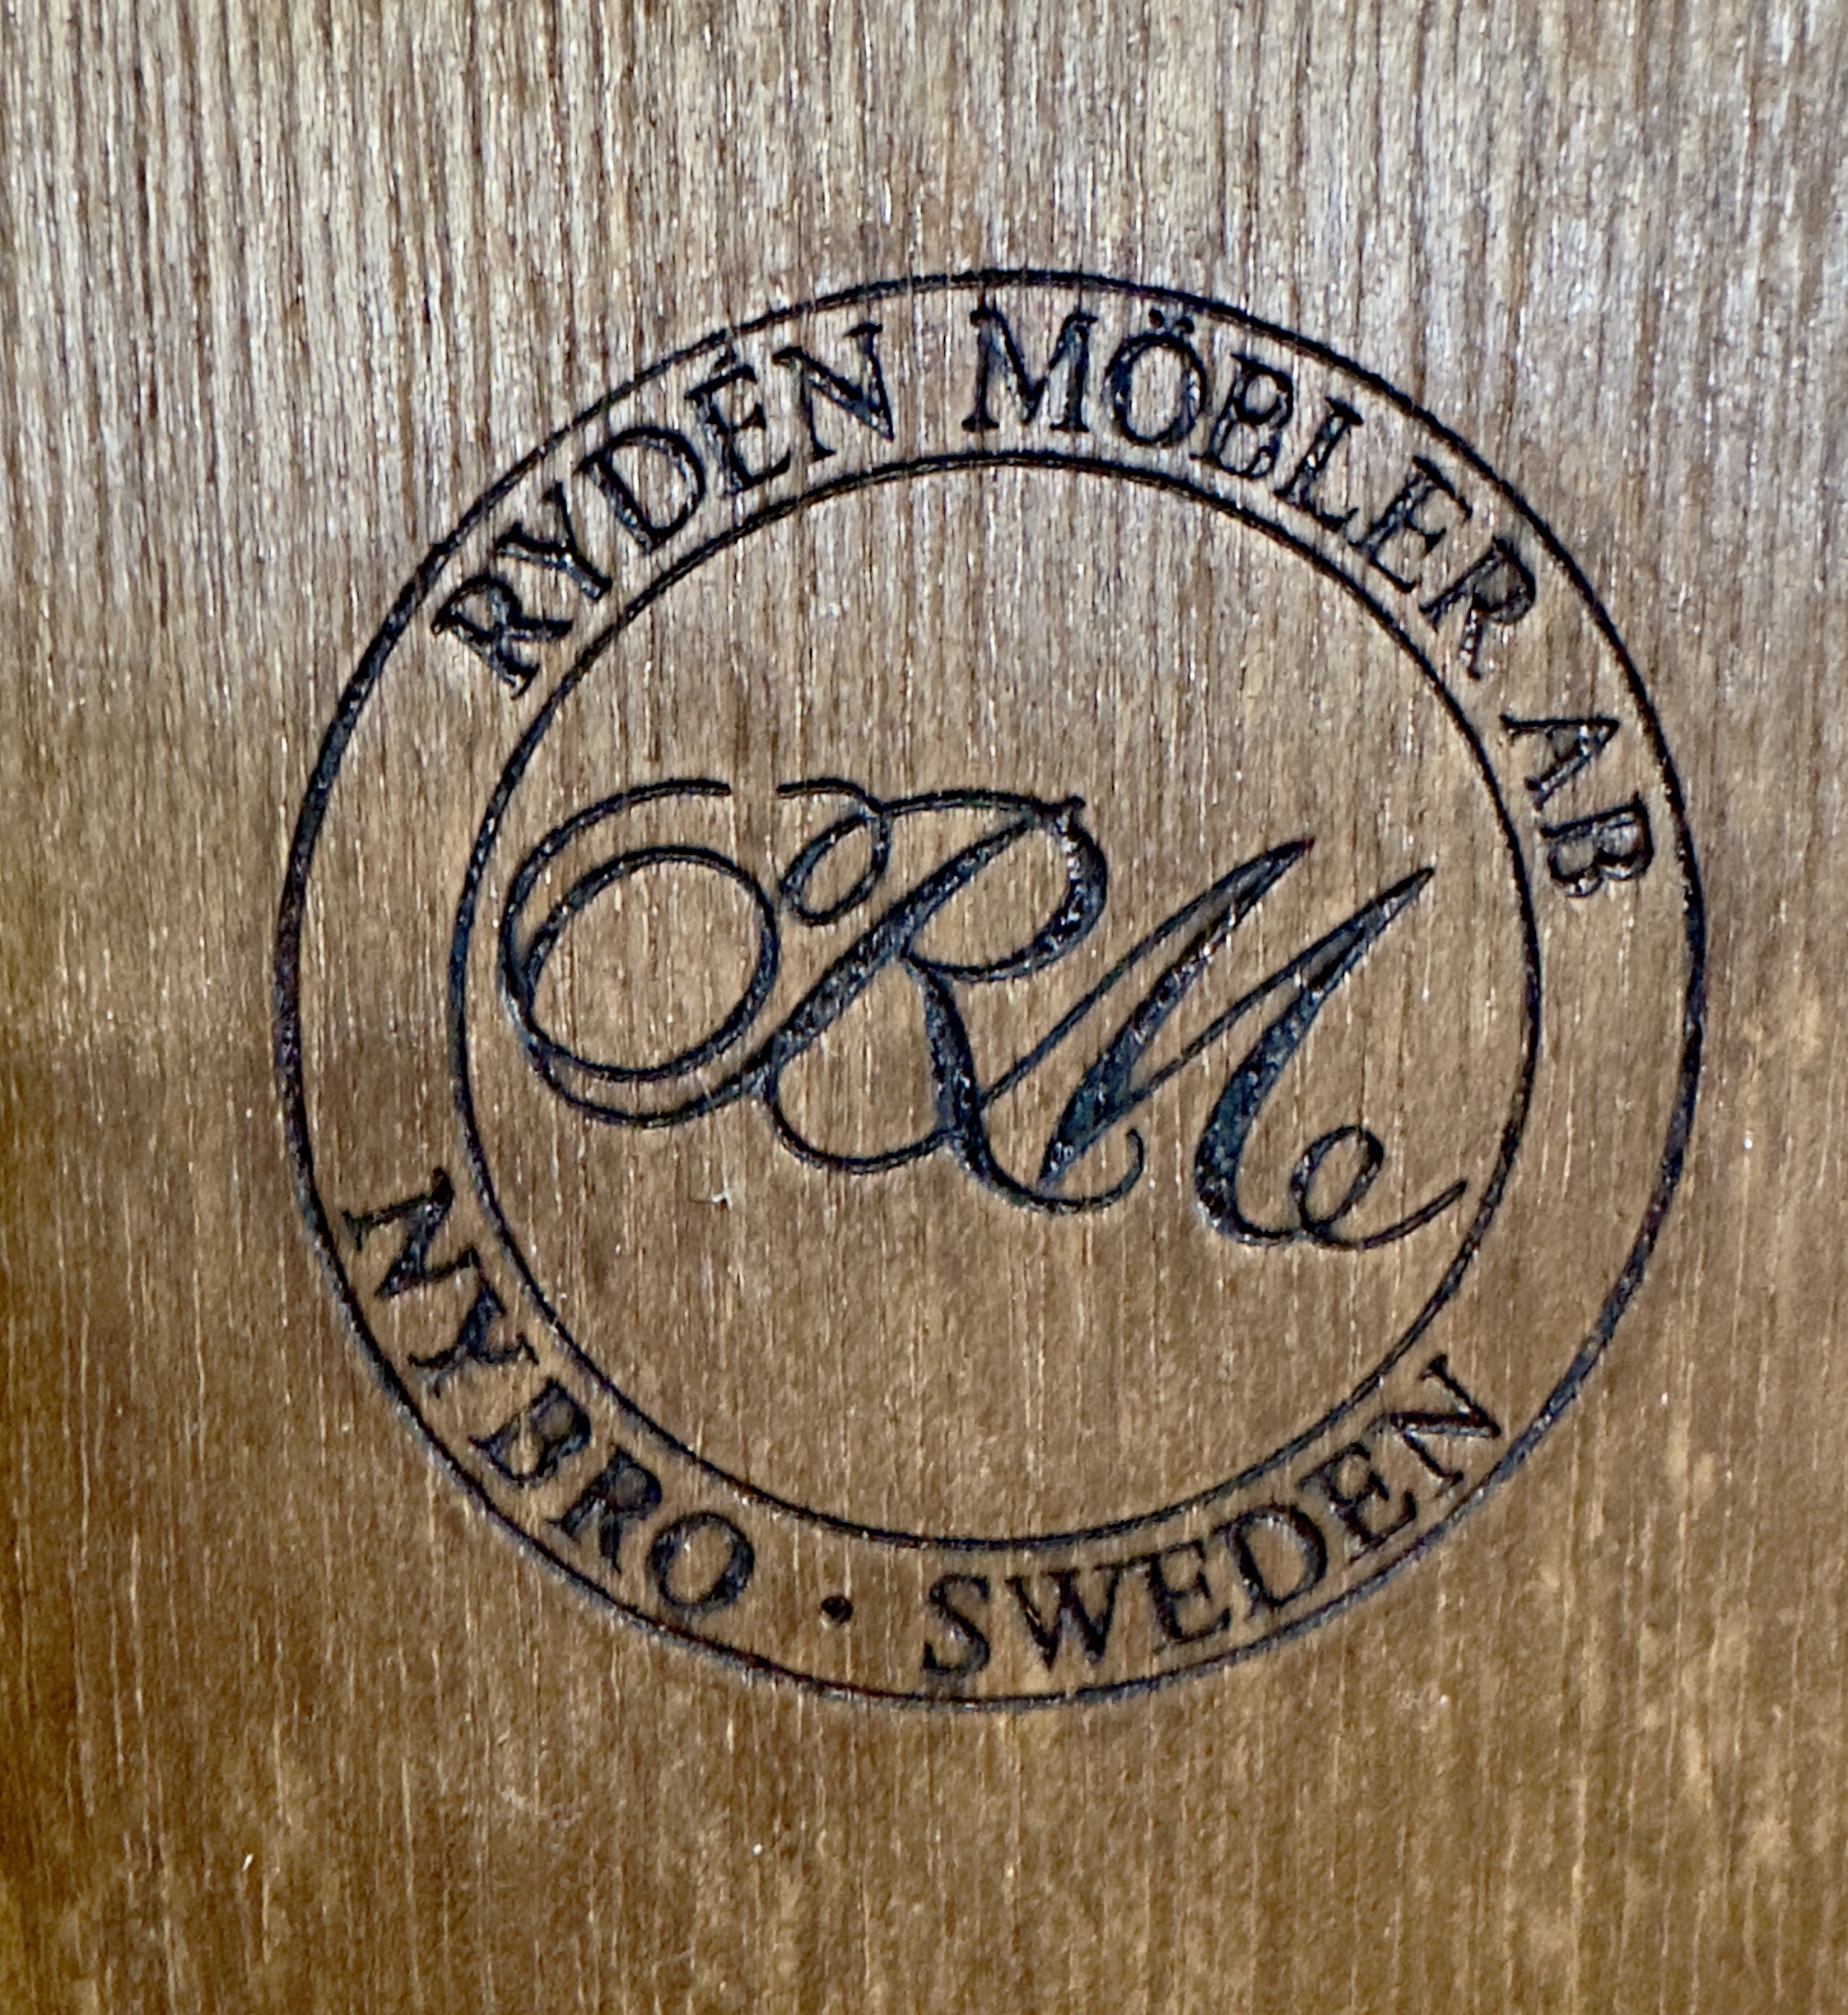 RYDÉN MÖBLER AB
RM
NYBRO · SWEDEN